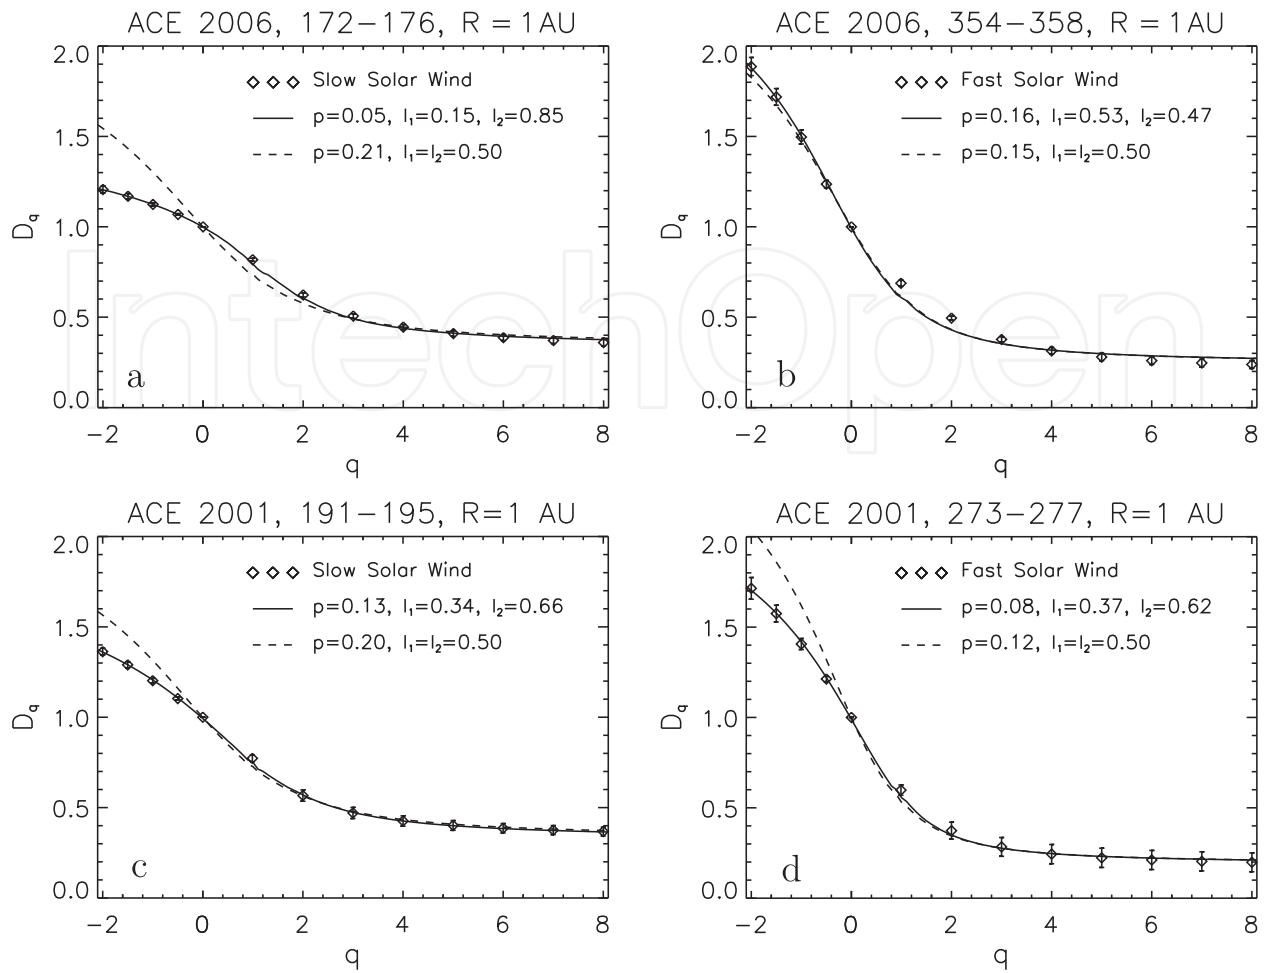 ACE 2006, 172−176, R = 1AU
2.0
1.5
1.0
0.5
0.0
Dq
◇ ◇ ◇ Slow Solar Wind
p=0.05, l₁=0.15, l₂=0.85
p=0.21, l₁=l₂=0.50
a
−2 0 2 4 6 8
q
ACE 2006, 354−358, R = 1AU
2.0
1.5
1.0
0.5
0.0
Dq
◇ ◇ ◇ Fast Solar Wind
p=0.16, l₁=0.53, l₂=0.47
p=0.15, l₁=l₂=0.50
b
−2 0 2 4 6 8
q
ACE 2001, 191−195, R=1 AU
2.0
1.5
1.0
0.5
0.0
Dq
◇ ◇ ◇ Slow Solar Wind
p=0.13, l₁=0.34, l₂=0.66
p=0.20, l₁=l₂=0.50
c
−2 0 2 4 6 8
q
ACE 2001, 273−277, R=1 AU
2.0
1.5
1.0
0.5
0.0
Dq
◇ ◇ ◇ Fast Solar Wind
p=0.08, l₁=0.37, l₂=0.62
p=0.12, l₁=l₂=0.50
d
−2 0 2 4 6 8
q
IntechOpen